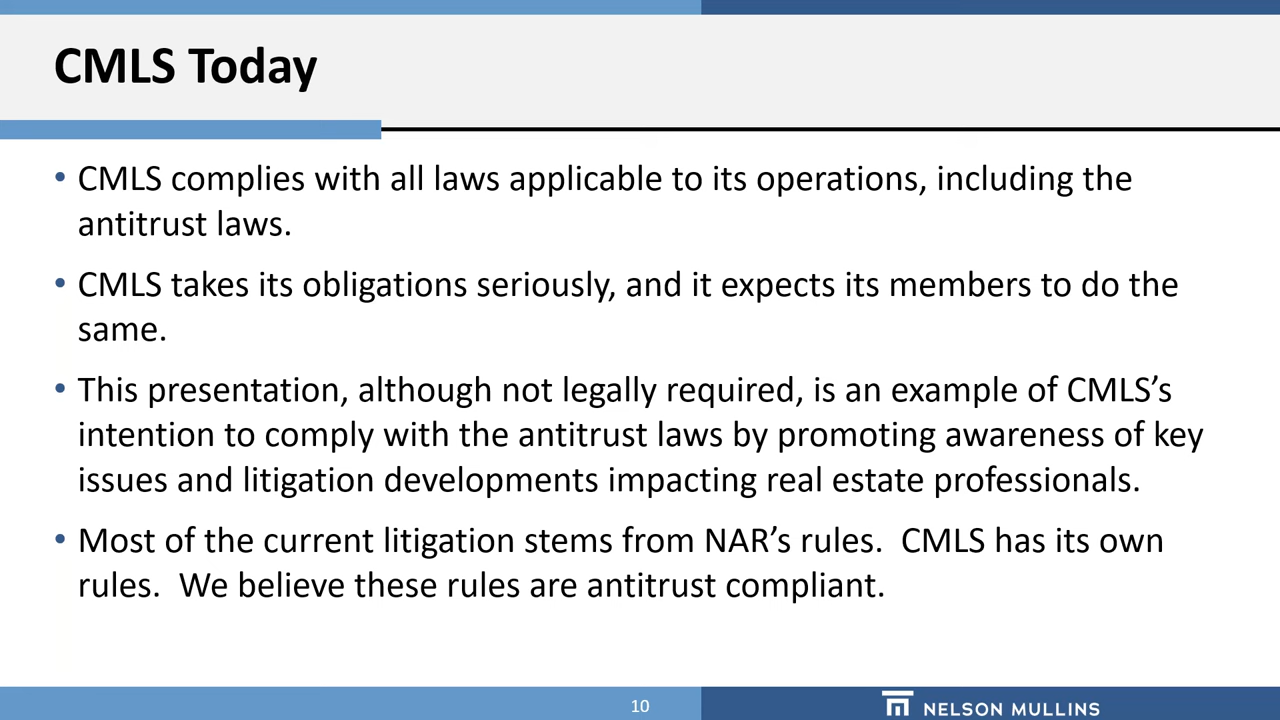 CMLS Today
• CMLS complies with all laws applicable to its operations, including the
antitrust laws.
• CMLS takes its obligations seriously, and it expects its members to do the
same.
• This presentation, although not legally required, is an example of CMLS’s
intention to comply with the antitrust laws by promoting awareness of key
issues and litigation developments impacting real estate professionals.
• Most of the current litigation stems from NAR’s rules.  CMLS has its own
rules.  We believe these rules are antitrust compliant.
10
NELSON MULLINS